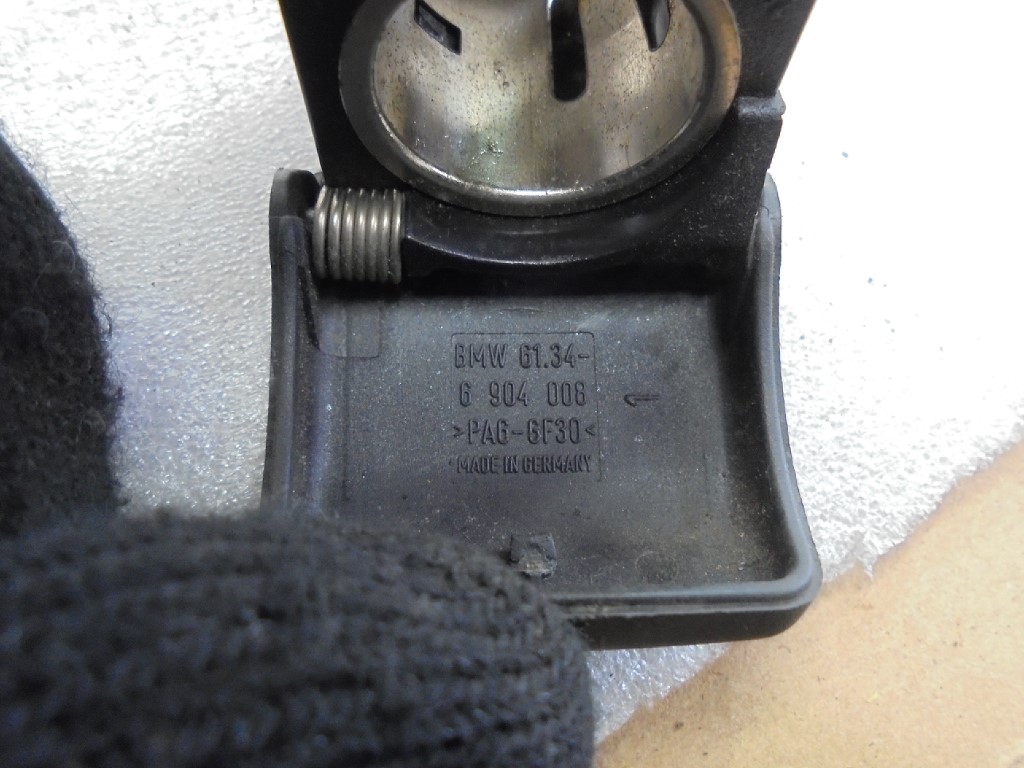 BMW 61.34-
6 904 008
>PA6-GF30<
MADE IN GERMANY